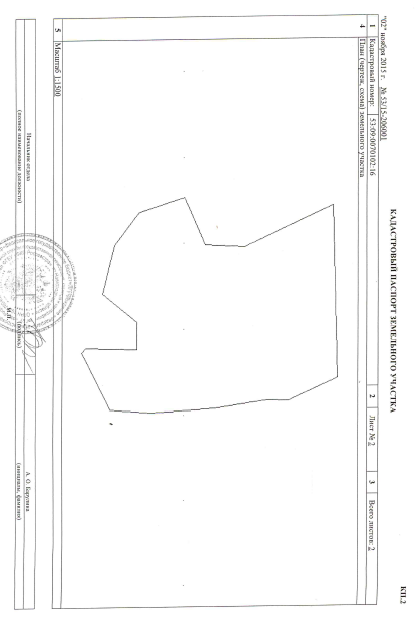 КП.2
КАДАСТРОВЫЙ ПАСПОРТ ЗЕМЕЛЬНОГО УЧАСТКА
"02" ноября 2015 г. № 53/15-206001
1 Кадастровый номер: 53:09:0070102:16 2 Лист № 2 3 Всего листов: 2
4 План (чертеж, схема) земельного участка
5 Масштаб 1:1500
Начальник отдела А. О. Барулина
(полное наименование должности) (подпись) (инициалы, фамилия)
М.П.